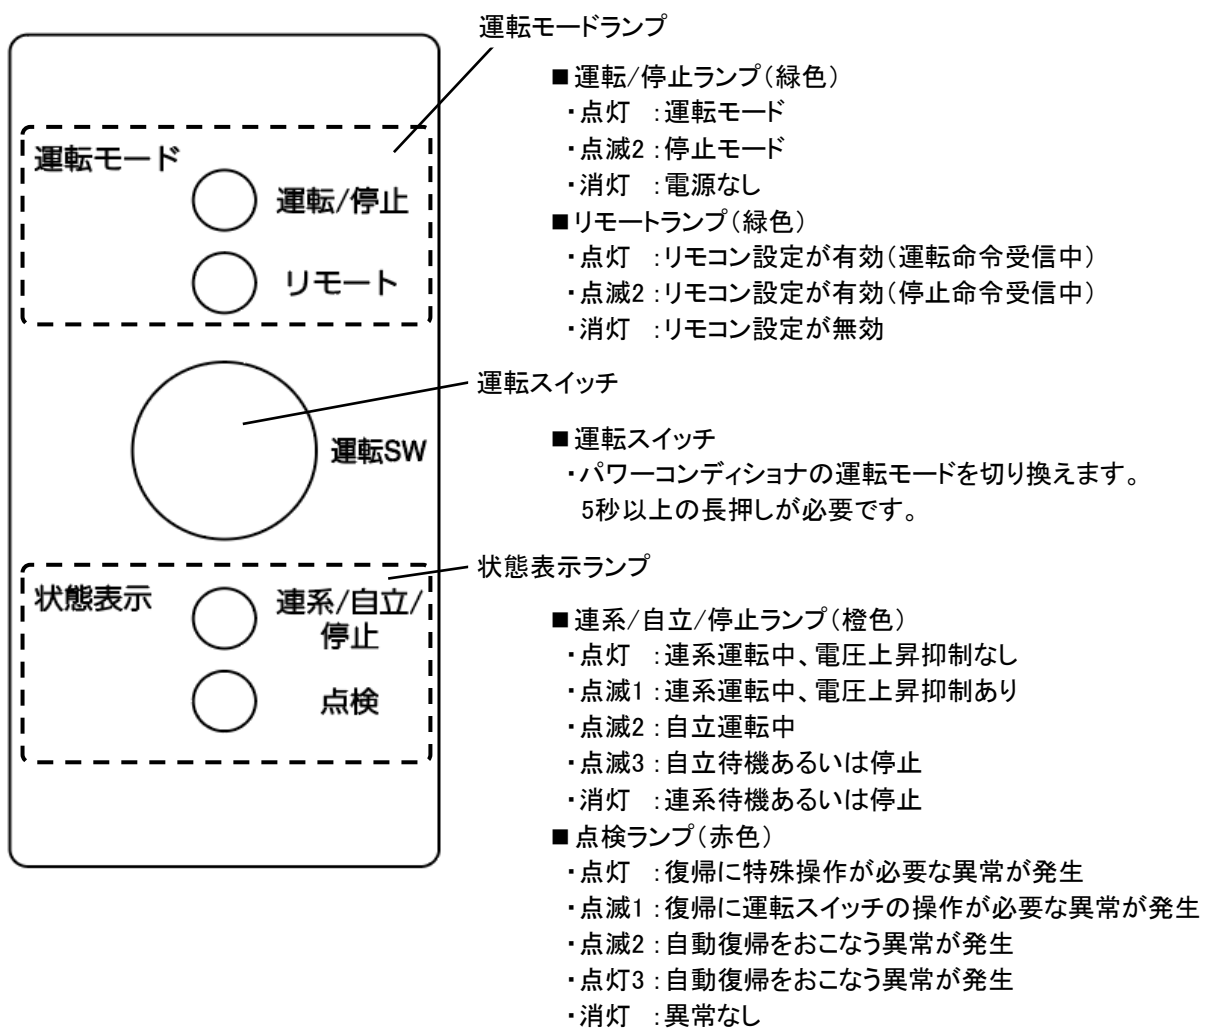 運転モードランプ
■運転/停止ランプ(緑色)
・点灯 :運転モード
・点滅2:停止モード
・消灯 :電源なし
■リモートランプ(緑色)
・点灯 :リモコン設定が有効(運転命令受信中)
・点滅2:リモコン設定が有効(停止命令受信中)
・消灯 :リモコン設定が無効
運転モード
運転/停止
リモート
運転スイッチ
■運転スイッチ
・パワーコンディショナの運転モードを切り換えます。
5秒以上の長押しが必要です。
運転SW
状態表示ランプ
■連系/自立/停止ランプ(橙色)
・点灯 :連系運転中、電圧上昇抑制なし
・点滅1:連系運転中、電圧上昇抑制あり
・点滅2:自立運転中
・点滅3:自立待機あるいは停止
・消灯 :連系待機あるいは停止
■点検ランプ(赤色)
・点灯 :復帰に特殊操作が必要な異常が発生
・点滅1:復帰に運転スイッチの操作が必要な異常が発生
・点滅2:自動復帰をおこなう異常が発生
・点灯3:自動復帰をおこなう異常が発生
・消灯 :異常なし
状態表示
連系/自立/
停止
点検